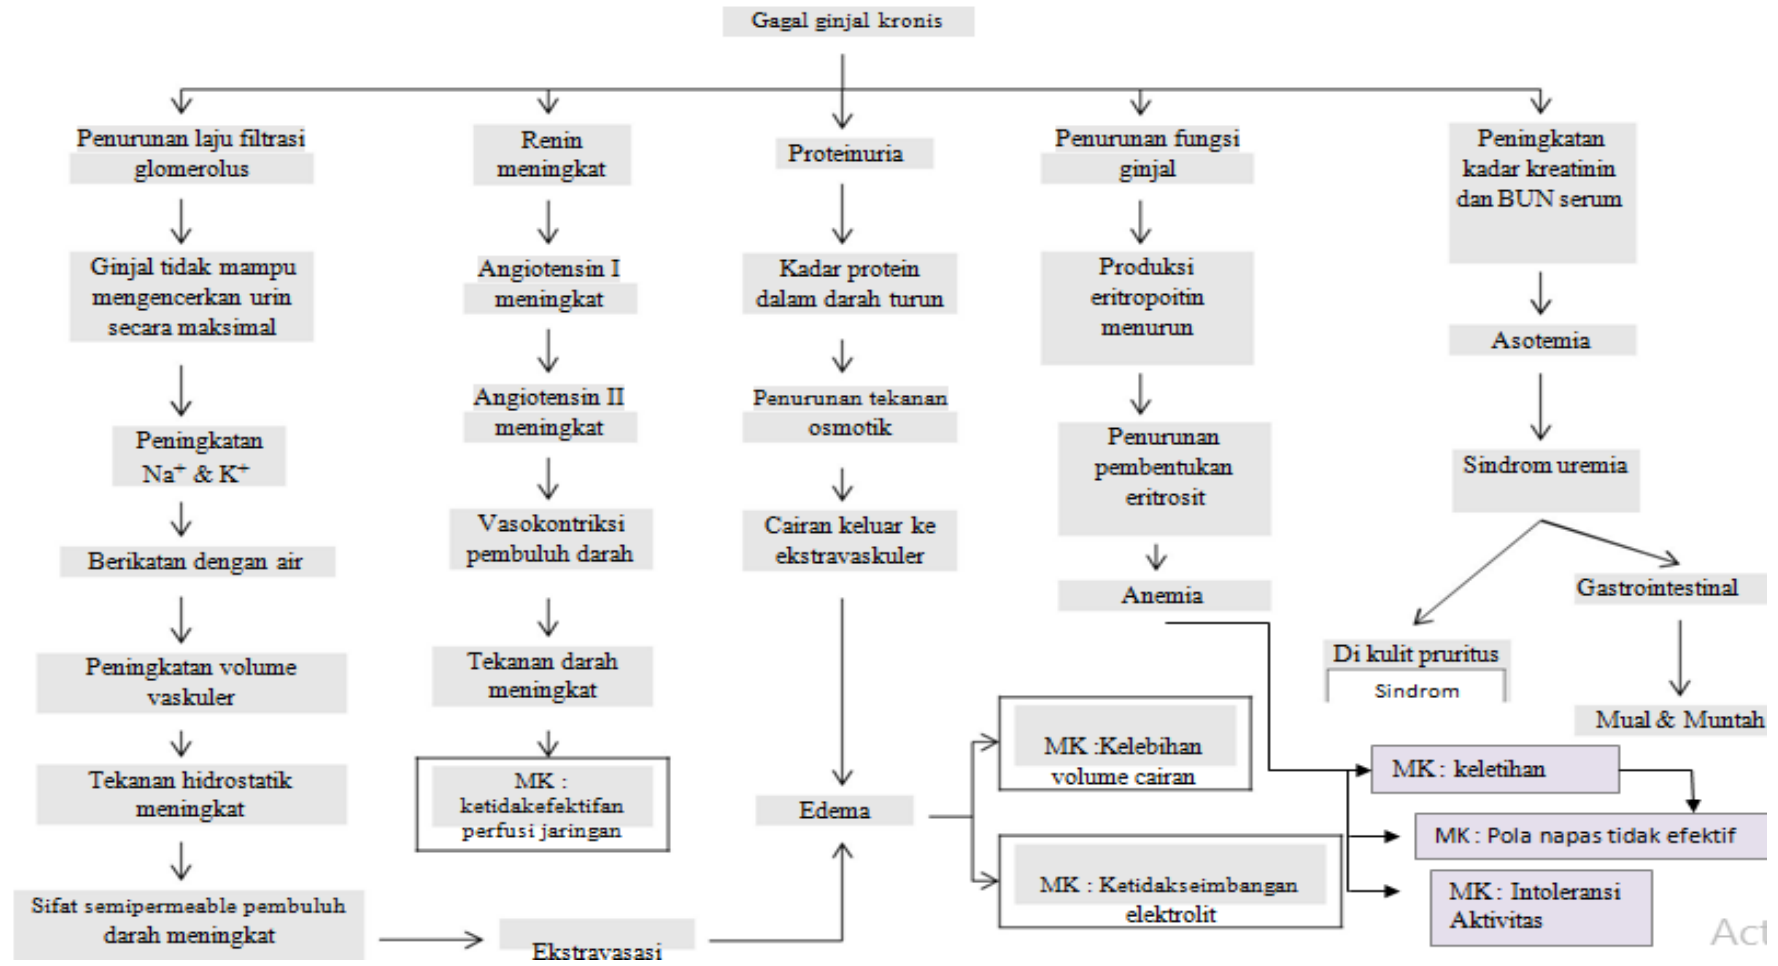 Gagal ginjal kronis
Penurunan laju filtrasi
glomerolus
Ginjal tidak mampu
mengencerkan urin
secara maksimal
Peningkatan
Na⁺ & K⁺
Berikatan dengan air
Peningkatan volume
vaskuler
Tekanan hidrostatik
meningkat
Sifat semipermeable pembuluh
darah meningkat
Ekstravasasi
Renin
meningkat
Angiotensin I
meningkat
Angiotensin II
meningkat
Vasokontriksi
pembuluh darah
Tekanan darah
meningkat
MK :
ketidakefektifan
perfusi jaringan
Proteinuria
Kadar protein
dalam darah turun
Penurunan tekanan
osmotik
Cairan keluar ke
ekstravaskuler
Edema
MK :Kelebihan
volume cairan
MK : Ketidakseimbangan
elektrolit
Penurunan fungsi
ginjal
Produksi
eritropoitin
menurun
Penurunan
pembentukan
eritrosit
Anemia
MK : keletihan
MK : Pola napas tidak efektif
MK : Intoleransi
Aktivitas
Peningkatan
kadar kreatinin
dan BUN serum
Asotemia
Sindrom uremia
Di kulit pruritus
Sindrom
Gastrointestinal
Mual & Muntah
Act